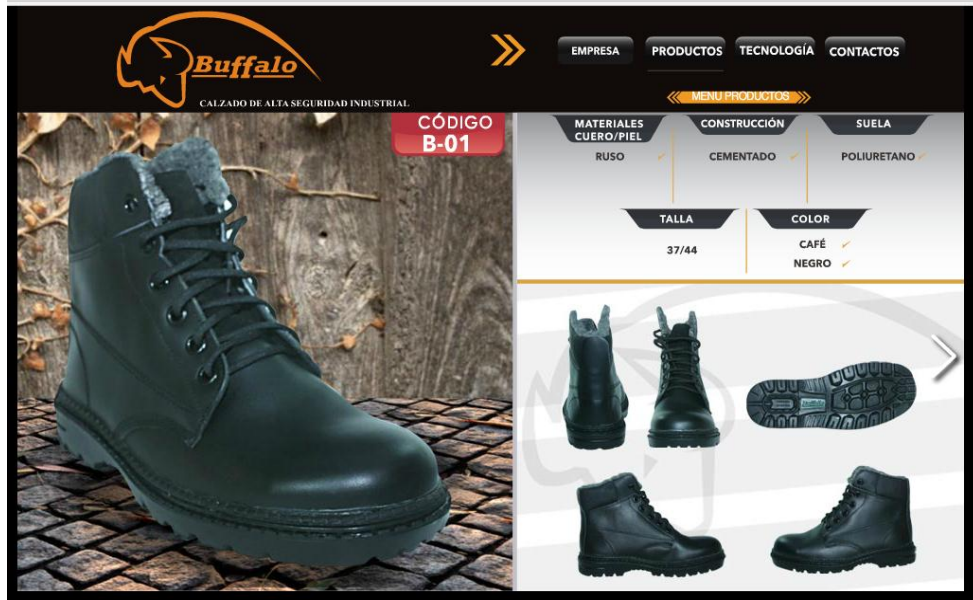 Buffalo
CALZADO DE ALTA SEGURIDAD INDUSTRIAL
EMPRESA
PRODUCTOS
TECNOLOGÍA
CONTACTOS
MENU PRODUCTOS
CÓDIGO
B-01
MATERIALES
CUERO/PIEL
RUSO
CONSTRUCCIÓN
CEMENTADO
SUELA
POLIURETANO
TALLA
37/44
COLOR
CAFÉ
NEGRO